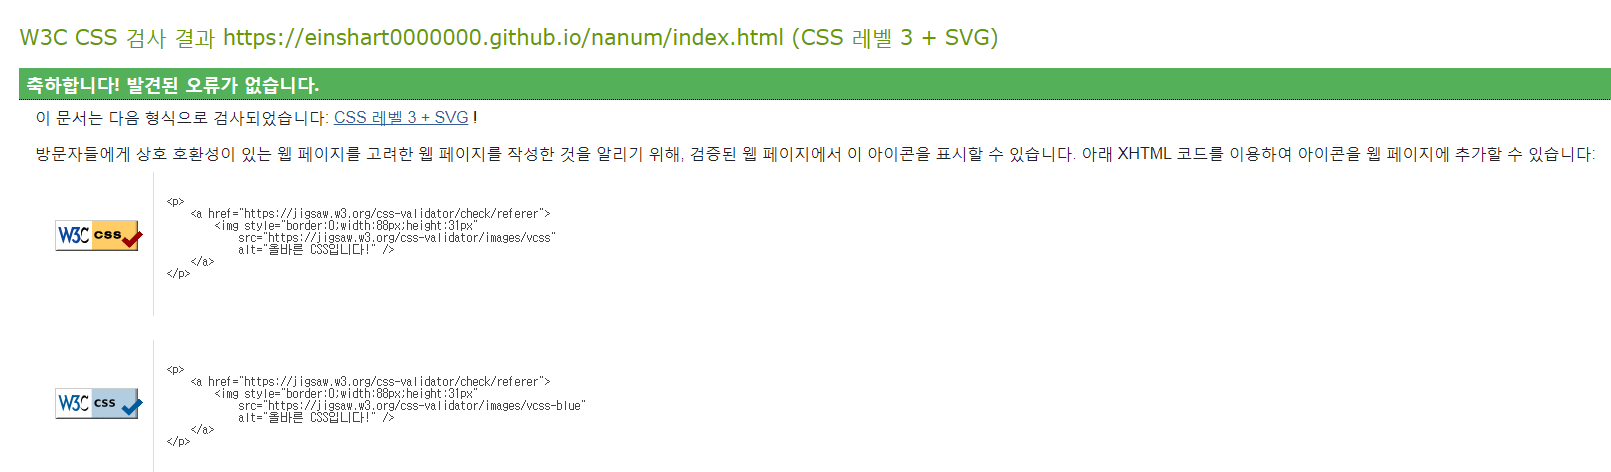 W3C CSS 검사 결과 https://einshart0000000.github.io/nanum/index.html (CSS 레벨 3 + SVG)
축하합니다! 발견된 오류가 없습니다.
이 문서는 다음 형식으로 검사되었습니다: CSS 레벨 3 + SVG !
방문자들에게 상호 호환성이 있는 웹 페이지를 고려한 웹 페이지를 작성한 것을 알리기 위해, 검증된 웹 페이지에서 이 아이콘을 표시할 수 있습니다. 아래 XHTML 코드를 이용하여 아이콘을 웹 페이지에 추가할 수 있습니다:
W3C css
<p>
<a href="https://jigsaw.w3.org/css-validator/check/referer">
<img style="border:0;width:88px;height:31px"
src="https://jigsaw.w3.org/css-validator/images/vcss"
alt="올바른 CSS입니다!" />
</a>
</p>
W3C css
<p>
<a href="https://jigsaw.w3.org/css-validator/check/referer">
<img style="border:0;width:88px;height:31px"
src="https://jigsaw.w3.org/css-validator/images/vcss-blue"
alt="올바른 CSS입니다!" />
</a>
</p>